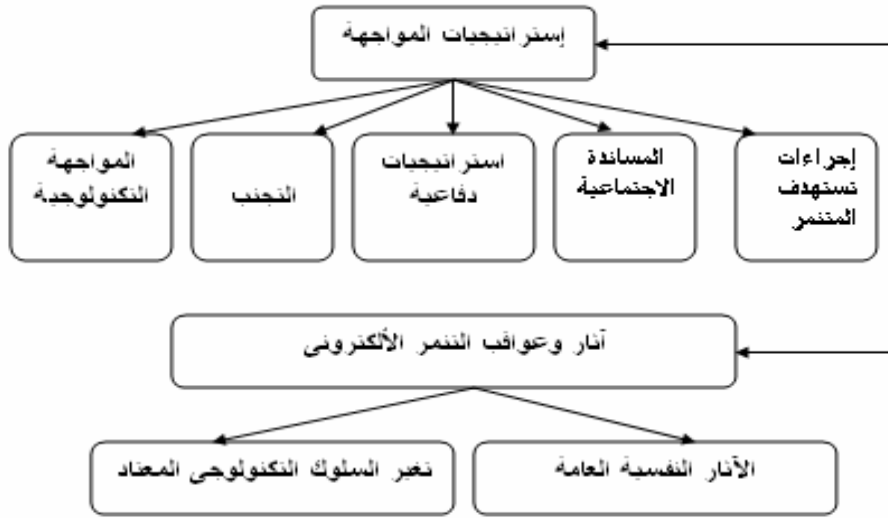 إستراتيجيات المواجهة
إجراءات
تستهدف
المتنمر
المساندة
الاجتماعية
استراتيجيات
دفاعية
التجنب
المواجهة
التكنولوجية
آثار وعواقب التنمر الألكترونى
الآثار النفسية العامة
تغير السلوك التكنولوجى المعتاد